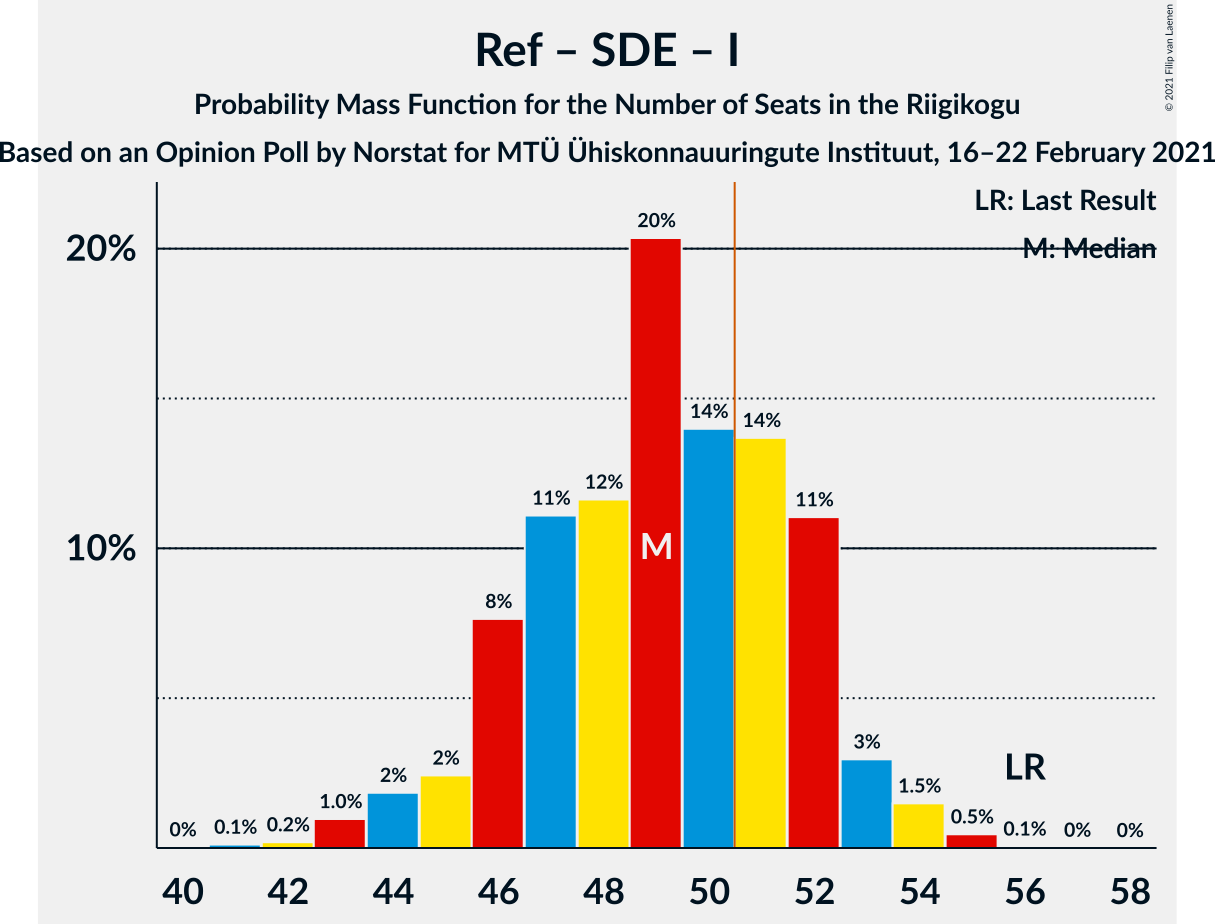 Ref – SDE – I
Probability Mass Function for the Number of Seats in the Riigikogu
Based on an Opinion Poll by Norstat for MTÜ Ühiskonnauuringute Instituut, 16–22 February 2021
© 2021 Filip van Laenen
LR: Last Result
M: Median
20%
10%
0% 0.1% 0.2% 1.0% 2% 2% 8% 11% 12% 20% 14% 14% 11% 3% 1.5% 0.5% 0.1% 0% 0%
M
LR
40 42 44 46 48 50 52 54 56 58